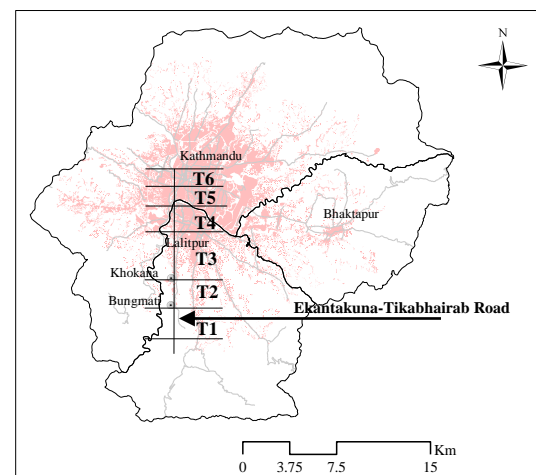 N
Kathmandu
T6
T5
Bhaktapur
T4
Lalitpur
T3
Khokana
T2
Bungmati
Ekantakuna-Tikabhairab Road
T1
Km
0 3.75 7.5 15